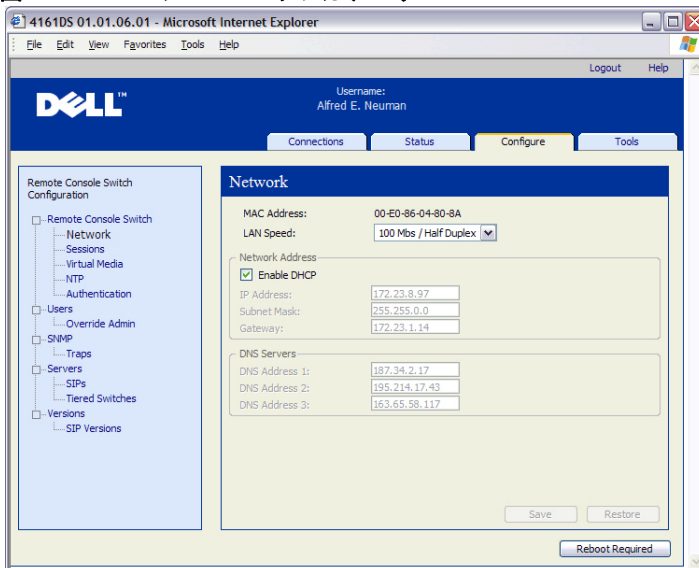 4161DS 01.01.06.01 - Microsoft Internet Explorer
File Edit View Favorites Tools Help
Logout Help
DELL™
Username:
Alfred E. Neuman
Connections Status Configure Tools
Remote Console Switch
Configuration
Remote Console Switch
Network
Sessions
Virtual Media
NTP
Authentication
Users
Override Admin
SNMP
Traps
Servers
SIPs
Tiered Switches
Versions
SIP Versions
Network
MAC Address: 00-E0-86-04-80-8A
LAN Speed: 100 Mbs / Half Duplex
Network Address
Enable DHCP
IP Address: 172.23.8.97
Subnet Mask: 255.255.0.0
Gateway: 172.23.1.14
DNS Servers
DNS Address 1: 187.34.2.17
DNS Address 2: 195.214.17.43
DNS Address 3: 163.65.58.117
Save Restore
Reboot Required